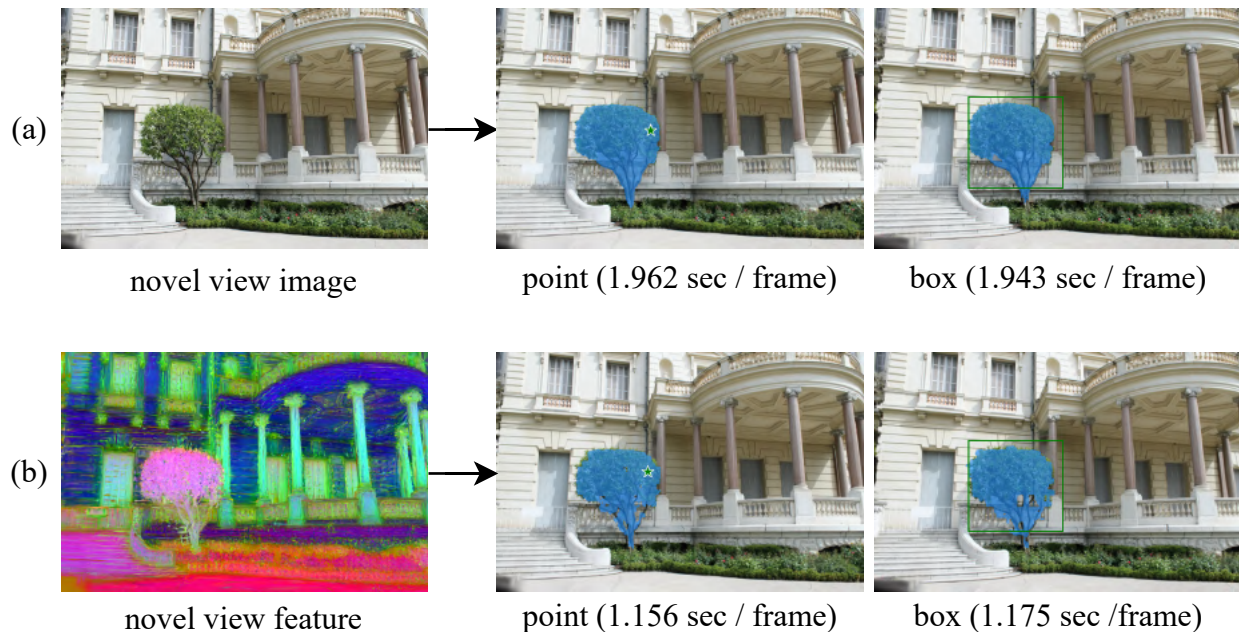 (a)
novel view image
point (1.962 sec / frame)
box (1.943 sec / frame)
(b)
novel view feature
point (1.156 sec / frame)
box (1.175 sec /frame)